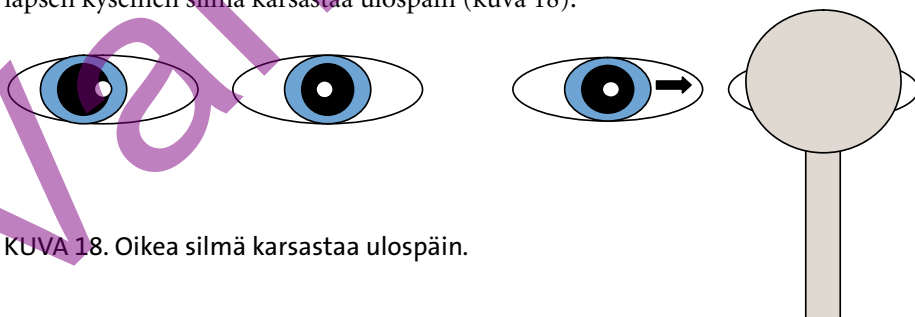 lapsen kyseinen silmä karsastaa ulospäin (kuva 18).
KUVA 18. Oikea silmä karsastaa ulospäin.